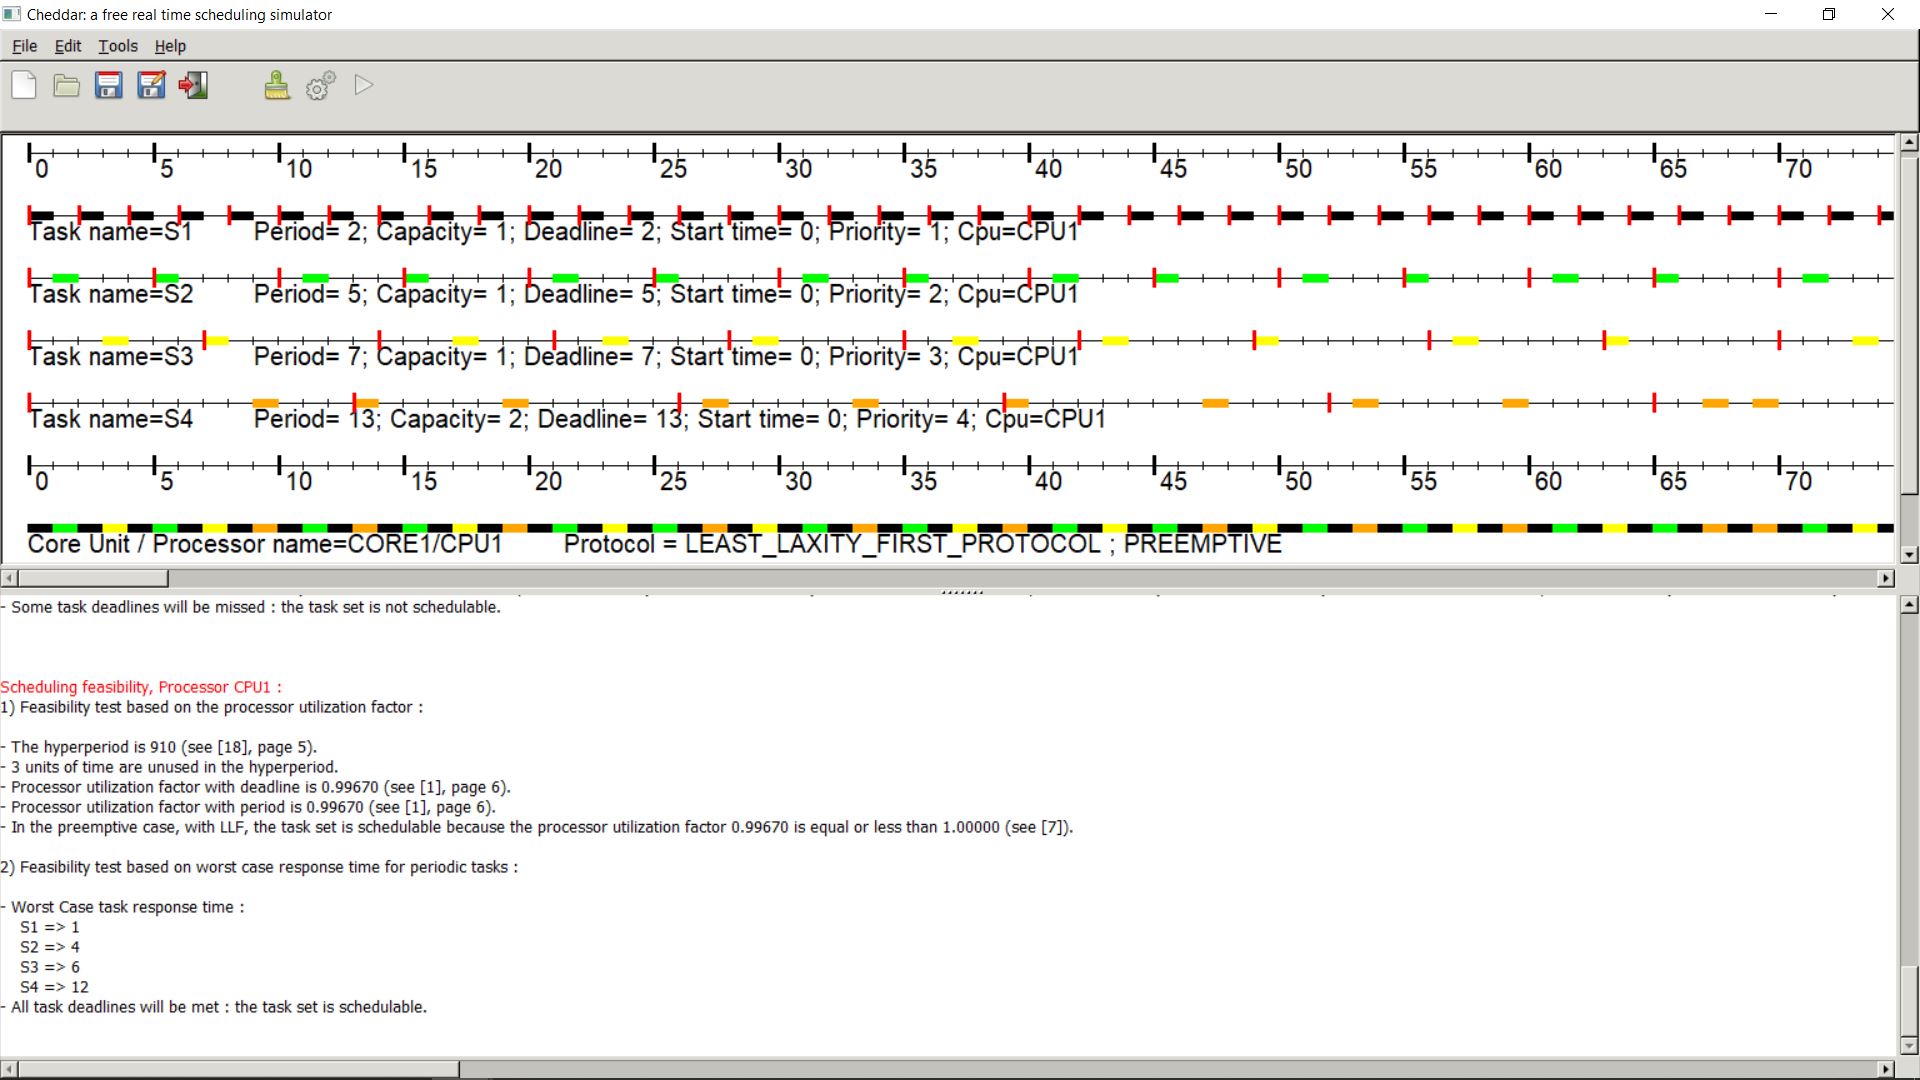 Cheddar: a free real time scheduling simulator
File Edit Tools Help
0 5 10 15 20 25 30 35 40 45 50 55 60 65 70
Task name=S1 Period= 2; Capacity= 1; Deadline= 2; Start time= 0; Priority= 1; Cpu=CPU1
Task name=S2 Period= 5; Capacity= 1; Deadline= 5; Start time= 0; Priority= 2; Cpu=CPU1
Task name=S3 Period= 7; Capacity= 1; Deadline= 7; Start time= 0; Priority= 3; Cpu=CPU1
Task name=S4 Period= 13; Capacity= 2; Deadline= 13; Start time= 0; Priority= 4; Cpu=CPU1
0 5 10 15 20 25 30 35 40 45 50 55 60 65 70
Core Unit / Processor name=CORE1/CPU1 Protocol = LEAST_LAXITY_FIRST_PROTOCOL ; PREEMPTIVE
- Some task deadlines will be missed : the task set is not schedulable.
Scheduling feasibility, Processor CPU1 :
1) Feasibility test based on the processor utilization factor :
- The hyperperiod is 910 (see [18], page 5).
- 3 units of time are unused in the hyperperiod.
- Processor utilization factor with deadline is 0.99670 (see [1], page 6).
- Processor utilization factor with period is 0.99670 (see [1], page 6).
- In the preemptive case, with LLF, the task set is schedulable because the processor utilization factor 0.99670 is equal or less than 1.00000 (see [7]).
2) Feasibility test based on worst case response time for periodic tasks :
- Worst Case task response time :
S1 => 1
S2 => 4
S3 => 6
S4 => 12
- All task deadlines will be met : the task set is schedulable.